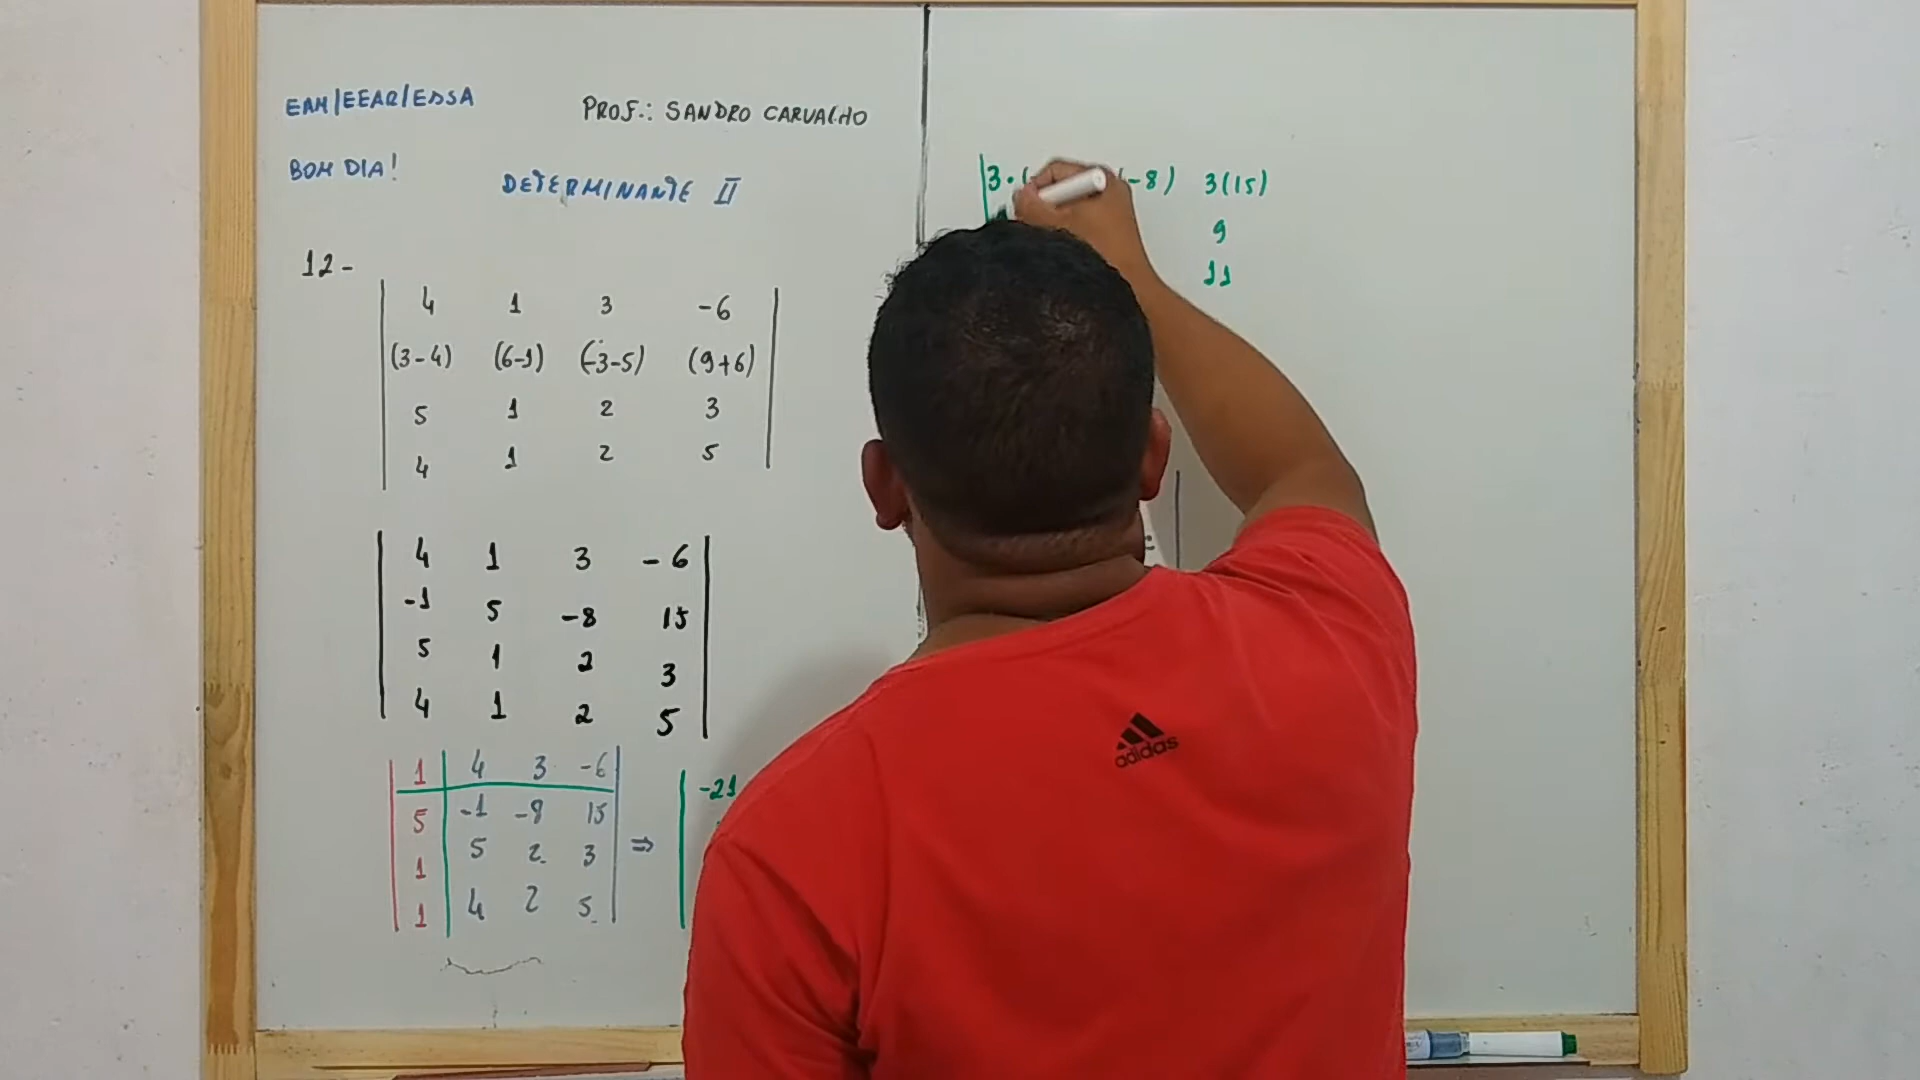 EAM/EEAR/ESSA
PROF.: SANDRO CARVALHO
BOM DIA!
DETERMINANTE II
12-
4 1 3 -6
(3-4) (6-1) (-3-5) (9+6)
5 1 2 3
4 1 2 5
4 1 3 -6
-1 5 -8 15
5 1 2 3
4 1 2 5
1 4 3 -6
5 -1 -8 15
1 5 2 3
1 4 2 5
⇒ -21
3·( (-8) 3(15)
9
11
adidas